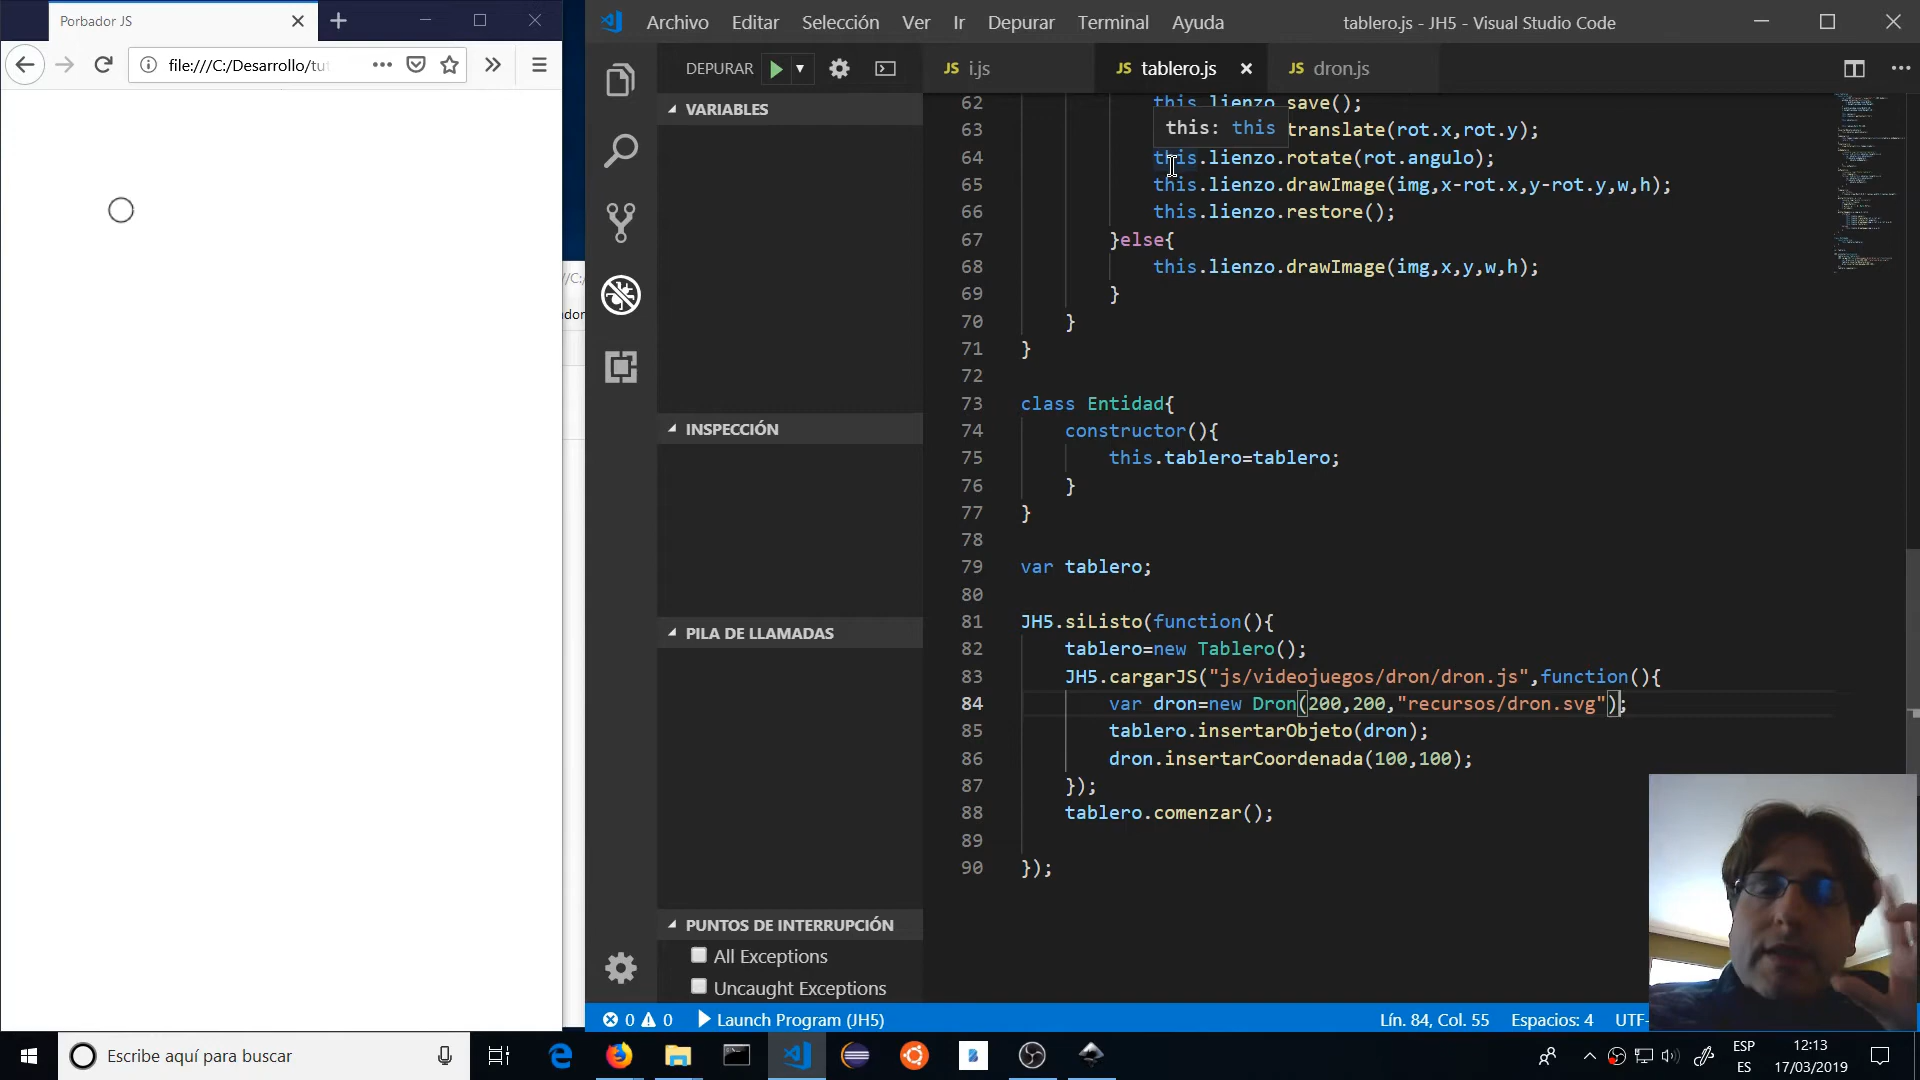 Porbador JS
file:///C:/Desarrollo/tut
Archivo Editar Selección Ver Ir Depurar Terminal Ayuda
tablero.js - JH5 - Visual Studio Code
DEPURAR
JS i.js
JS tablero.js
JS dron.js
VARIABLES
INSPECCIÓN
PILA DE LLAMADAS
PUNTOS DE INTERRUPCIÓN
All Exceptions
Uncaught Exceptions
62 this.lienzo.save();
this: this
63 translate(rot.x,rot.y);
64 this.lienzo.rotate(rot.angulo);
65 this.lienzo.drawImage(img,x-rot.x,y-rot.y,w,h);
66 this.lienzo.restore();
67 }else{
68 this.lienzo.drawImage(img,x,y,w,h);
69 }
70 }
71 }
72
73 class Entidad{
74 constructor(){
75 this.tablero=tablero;
76 }
77 }
78
79 var tablero;
80
81 JH5.siListo(function(){
82 tablero=new Tablero();
83 JH5.cargarJS("js/videojuegos/dron/dron.js",function(){
84 var dron=new Dron(200,200,"recursos/dron.svg");
85 tablero.insertarObjeto(dron);
86 dron.insertarCoordenada(100,100);
87 });
88 tablero.comenzar();
89
90 });
0 0 Launch Program (JH5)
Lín. 84, Col. 55 Espacios: 4 UTF-
Escribe aquí para buscar
ESP
ES
12:13
17/03/2019